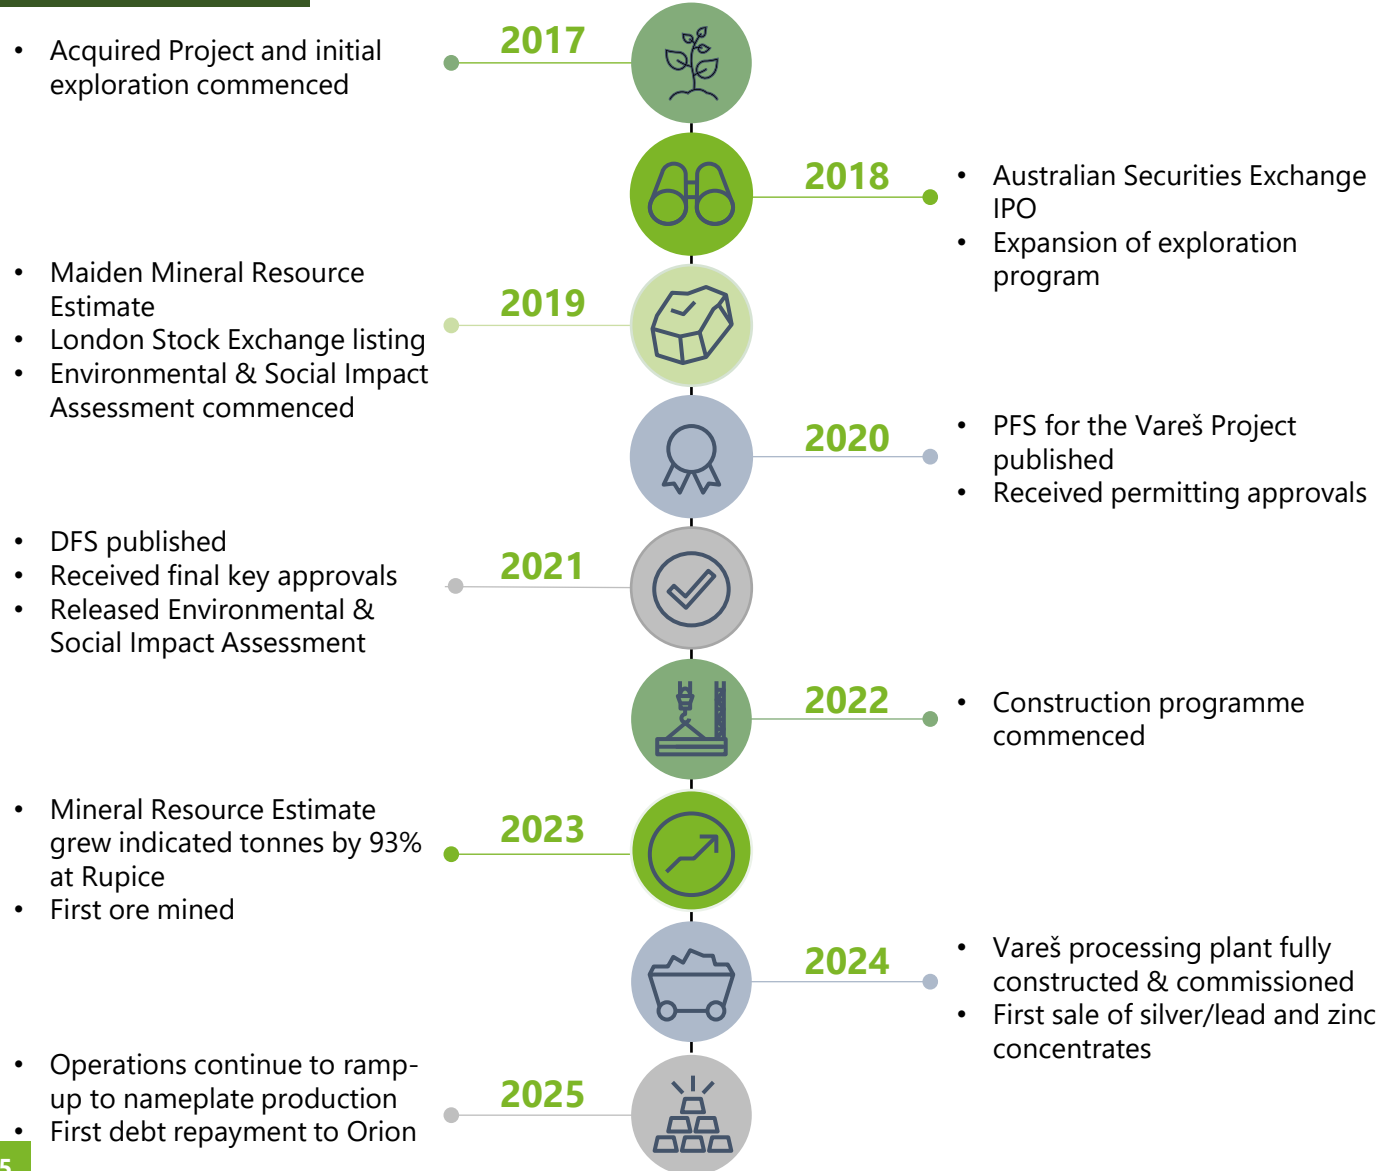 2017
• Acquired Project and initial
exploration commenced
2018
• Australian Securities Exchange
IPO
• Expansion of exploration
program
2019
• Maiden Mineral Resource
Estimate
• London Stock Exchange listing
• Environmental & Social Impact
Assessment commenced
2020
• PFS for the Vareš Project
published
• Received permitting approvals
2021
• DFS published
• Received final key approvals
• Released Environmental &
Social Impact Assessment
2022
• Construction programme
commenced
2023
• Mineral Resource Estimate
grew indicated tonnes by 93%
at Rupice
• First ore mined
2024
• Vareš processing plant fully
constructed & commissioned
• First sale of silver/lead and zinc
concentrates
2025
• Operations continue to ramp-
up to nameplate production
• First debt repayment to Orion
5